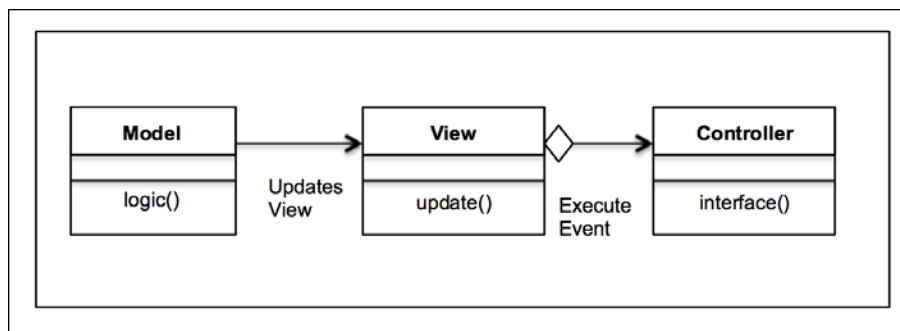 Model
logic()
Updates
View
View
update()
Execute
Event
Controller
interface()